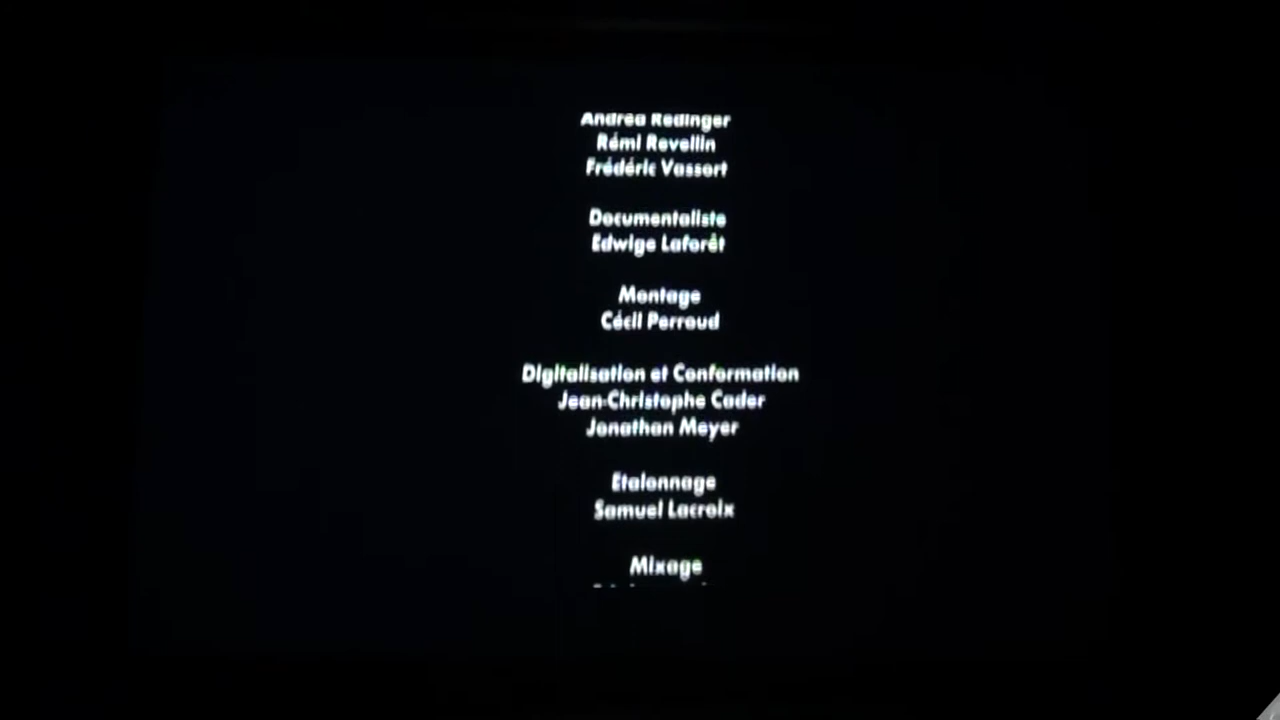 Andréa Redinger
Rémi Revellin
Frédéric Vassort
Documentaliste
Edwige Laforêt
Montage
Cécil Perraud
Digitalisation et Conformation
Jean-Christophe Cader
Jonathan Meyer
Etalonnage
Samuel Lacroix
Mixage